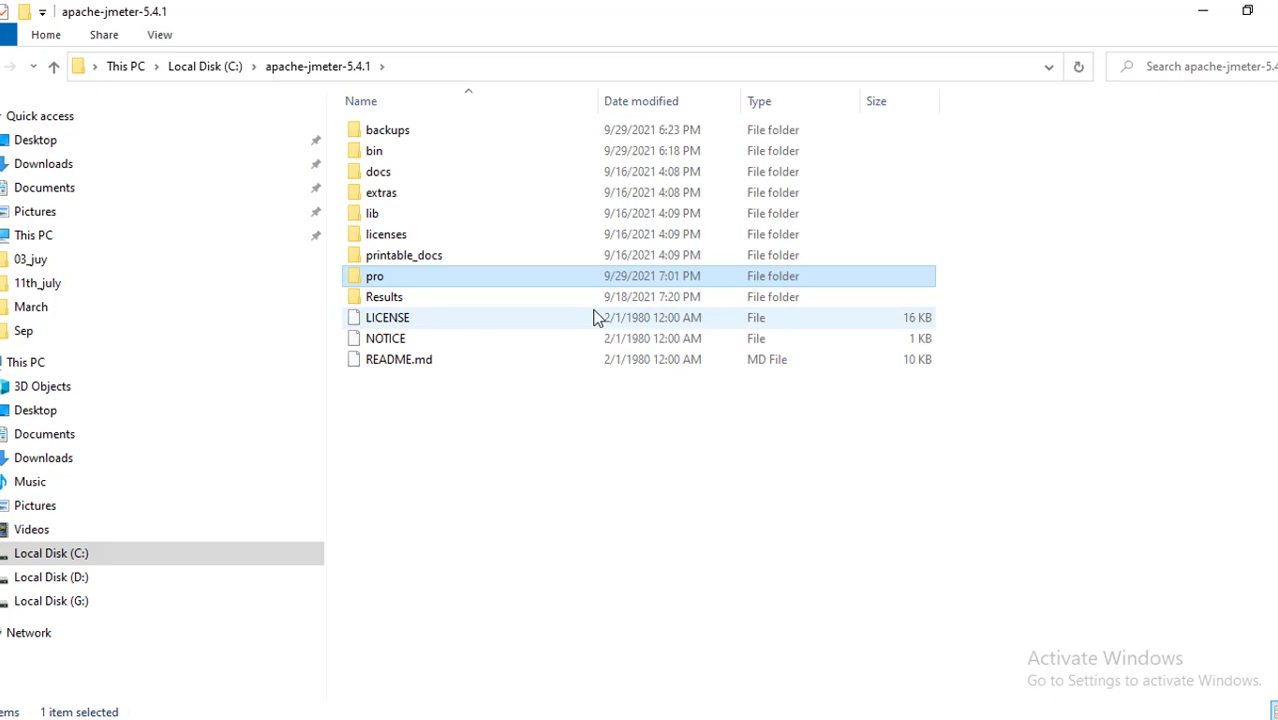 apache-jmeter-5.4.1
Home Share View
This PC Local Disk (C:) apache-jmeter-5.4.1
Search apache-jmeter-5.4
Name Date modified Type Size
Quick access
Desktop
Downloads
Documents
Pictures
This PC
03_juy
11th_july
March
Sep
This PC
3D Objects
Desktop
Documents
Downloads
Music
Pictures
Videos
Local Disk (C:)
Local Disk (D:)
Local Disk (G:)
Network
backups 9/29/2021 6:23 PM File folder
bin 9/29/2021 6:18 PM File folder
docs 9/16/2021 4:08 PM File folder
extras 9/16/2021 4:08 PM File folder
lib 9/16/2021 4:09 PM File folder
licenses 9/16/2021 4:09 PM File folder
printable_docs 9/16/2021 4:09 PM File folder
pro 9/29/2021 7:01 PM File folder
Results 9/18/2021 7:20 PM File folder
LICENSE 2/1/1980 12:00 AM File 16 KB
NOTICE 2/1/1980 12:00 AM File 1 KB
README.md 2/1/1980 12:00 AM MD File 10 KB
Activate Windows
Go to Settings to activate Windows.
ems 1 item selected